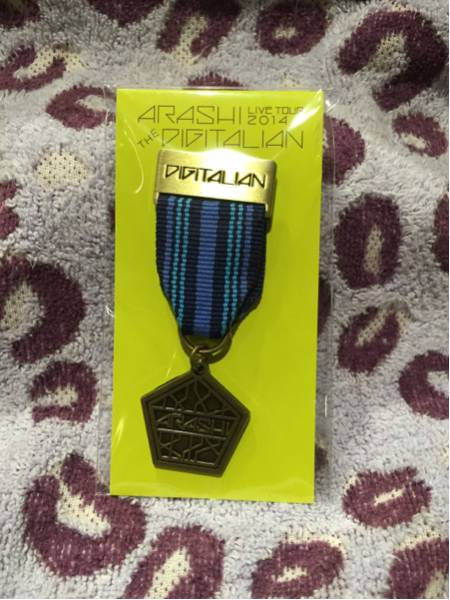 ARASHI LIVE TOUR 2014
THE DIGITALIAN
DIGITALIAN
ARASHI